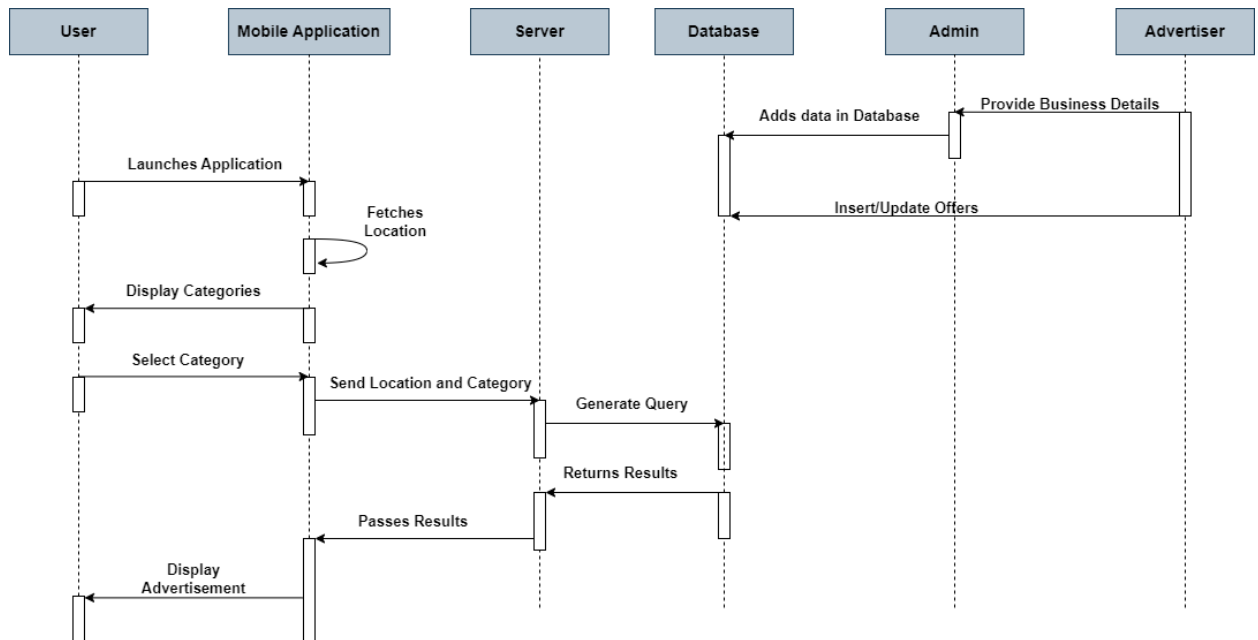 User
Mobile Application
Server
Database
Admin
Advertiser
Provide Business Details
Adds data in Database
Launches Application
Insert/Update Offers
Fetches
Location
Display Categories
Select Category
Send Location and Category
Generate Query
Returns Results
Passes Results
Display
Advertisement